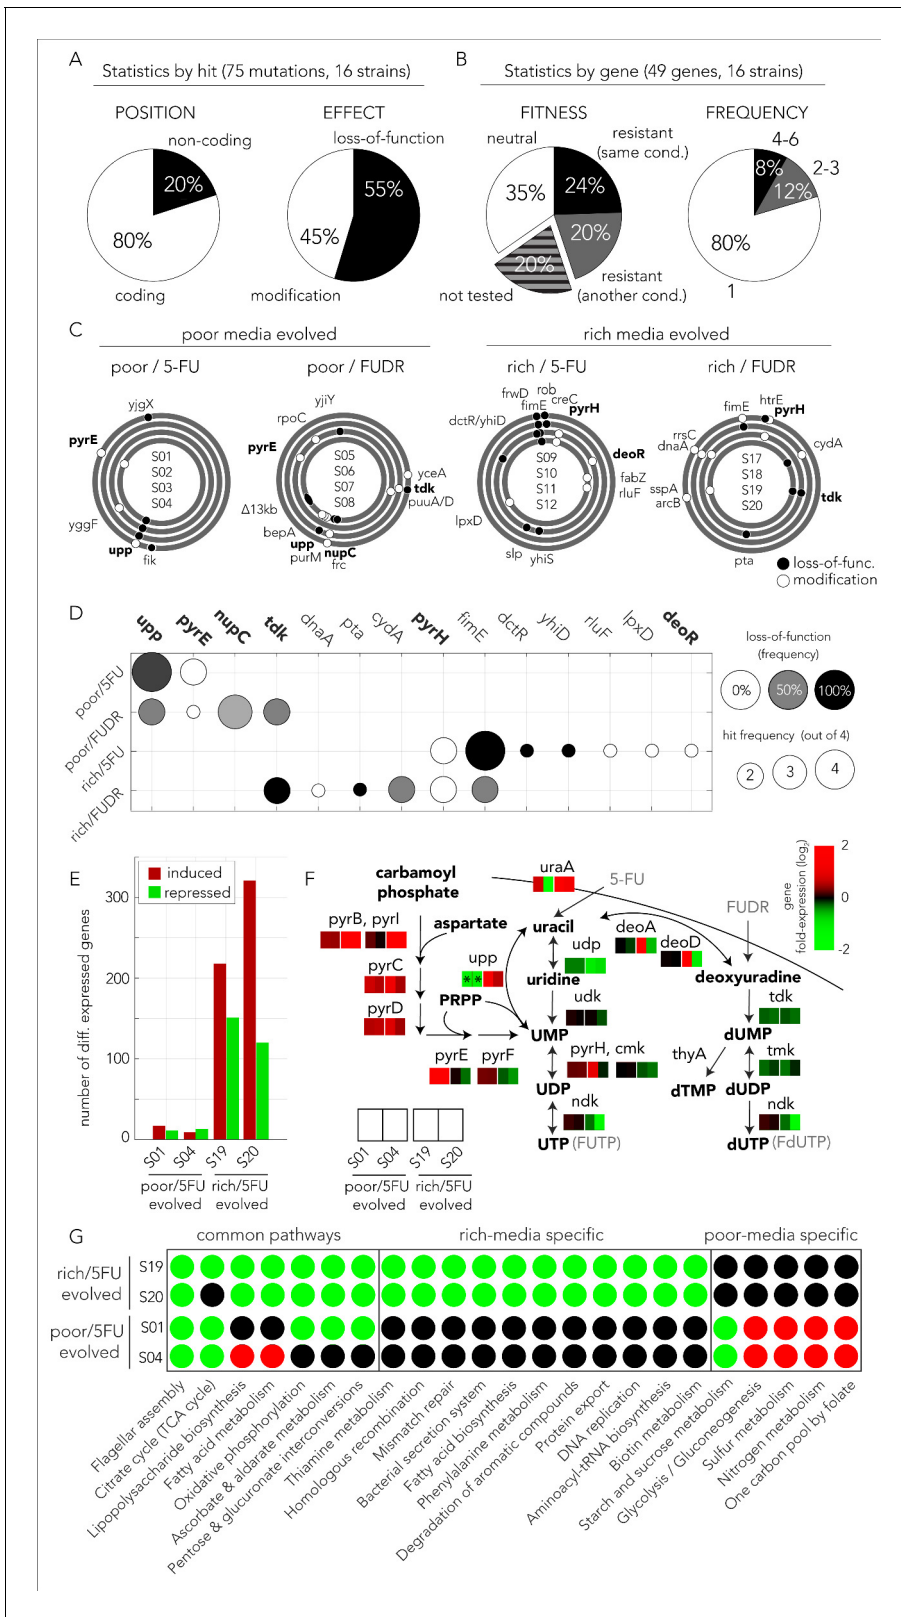 A
Statistics by hit (75 mutations, 16 strains)
POSITION
EFFECT
non-coding
loss-of-function
20%
55%
80%
45%
coding
modification
B
Statistics by gene (49 genes, 16 strains)
FITNESS
FREQUENCY
neutral
resistant
(same cond.)
4-6
2-3
35%
24%
8%
12%
20%
20%
80%
not tested
resistant
(another cond.)
1
C
poor media evolved
rich media evolved
poor / 5-FU
poor / FUDR
rich / 5-FU
rich / FUDR
yjgX
pyrE
S01
S02
S03
S04
yggF
upp
fik
yjiY
rpoC
pyrE
S05
S06
S07
S08
yceA
tdk
puuA/D
Δ13kb
bepA
upp
purM
nupC
frc
frwD
rob
fimE
creC
pyrH
dctR/yhiD
S09
S10
S11
S12
deoR
fabZ
rluF
lpxD
slp
yhiS
fimE
htrE
pyrH
rrsC
dnaA
cydA
S17
S18
S19
S20
sspA
arcB
tdk
pta
loss-of-func.
modification
D
upp
pyrE
nupC
tdk
dnaA
pta
cydA
pyrH
fimE
dctR
yhiD
rluF
lpxD
deoR
poor/5FU
poor/FUDR
rich/5FU
rich/FUDR
loss-of-function
(frequency)
0%
50%
100%
hit frequency (out of 4)
2
3
4
E
induced
repressed
number of diff. expressed genes
300
200
100
0
S01
S04
S19
S20
poor/5FU
evolved
rich/5FU
evolved
F
carbamoyl
phosphate
uraA
5-FU
gene
fold-expression (log2)
2
0
-2
FUDR
pyrB, pyrI
aspartate
uracil
deoA
deoD
pyrC
upp
**
udp
uridine
deoxyuradine
pyrD
PRPP
udk
tdk
UMP
dUMP
pyrE
pyrF
pyrH, cmk
thyA
tmk
UDP
dTMP
dUDP
ndk
ndk
UTP (FUTP)
dUTP (FdUTP)
S01
S04
S19
S20
poor/5FU
evolved
rich/5FU
evolved
G
common pathways
rich-media specific
poor-media specific
rich/5FU
evolved
S19
S20
poor/5FU
evolved
S01
S04
Flagellar assembly
Citrate cycle (TCA cycle)
Lipopolysaccharide biosynthesis
Fatty acid metabolism
Oxidative phosphorylation
Ascorbate & aldarate metabolism
Pentose & glucuronate interconversions
Thiamine metabolism
Homologous recombination
Mismatch repair
Bacterial secretion system
Fatty acid biosynthesis
Phenylalanine metabolism
Degradation of aromatic compounds
Protein export
DNA replication
Aminoacyl-tRNA biosynthesis
Biotin metabolism
Starch and sucrose metabolism
Glycolysis / Gluconeogenesis
Sulfur metabolism
Nitrogen metabolism
One carbon pool by folate